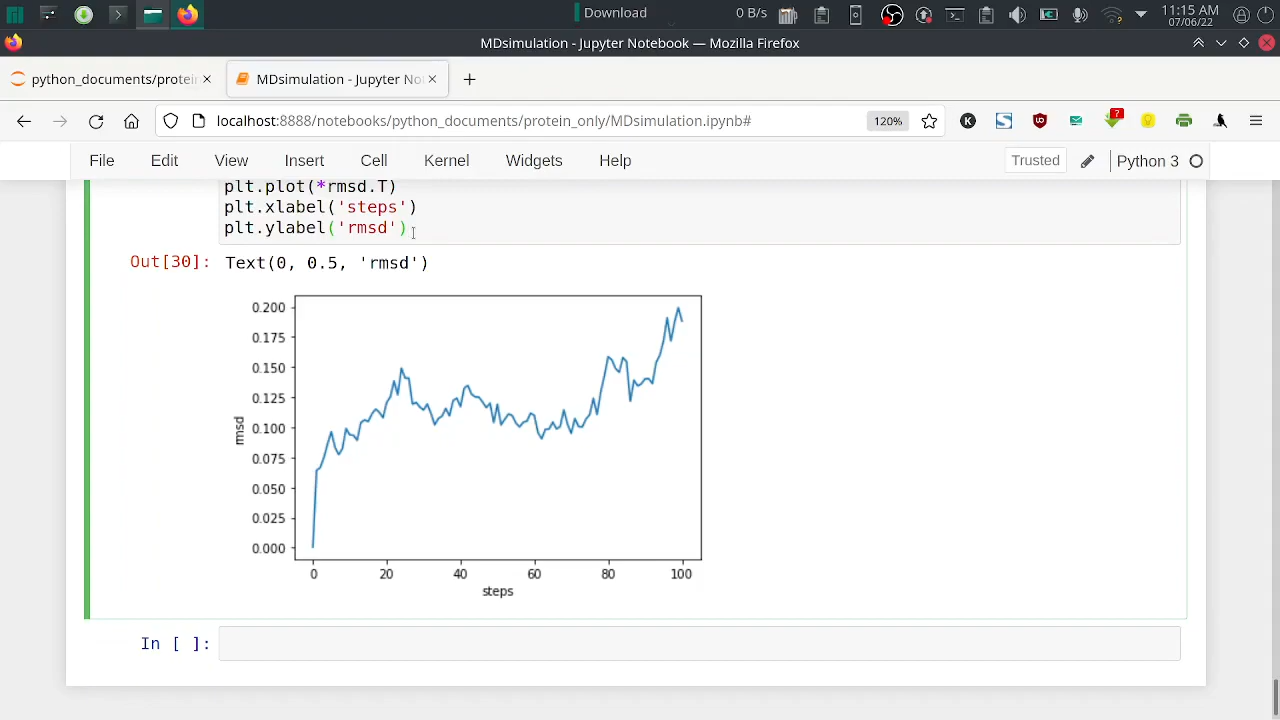 Download
0 B/s
11:15 AM
07/06/22
MDsimulation - Jupyter Notebook — Mozilla Firefox
python_documents/protein
MDsimulation - Jupyter No
localhost:8888/notebooks/python_documents/protein_only/MDsimulation.ipynb#
120%
K
S
?
File Edit View Insert Cell Kernel Widgets Help
Trusted
Python 3
plt.plot(*rmsd.T)
plt.xlabel('steps')
plt.ylabel('rmsd')
Out[30]: Text(0, 0.5, 'rmsd')
0.200
0.175
0.150
0.125
0.100
0.075
0.050
0.025
0.000
rmsd
0 20 40 60 80 100
steps
In [ ]: